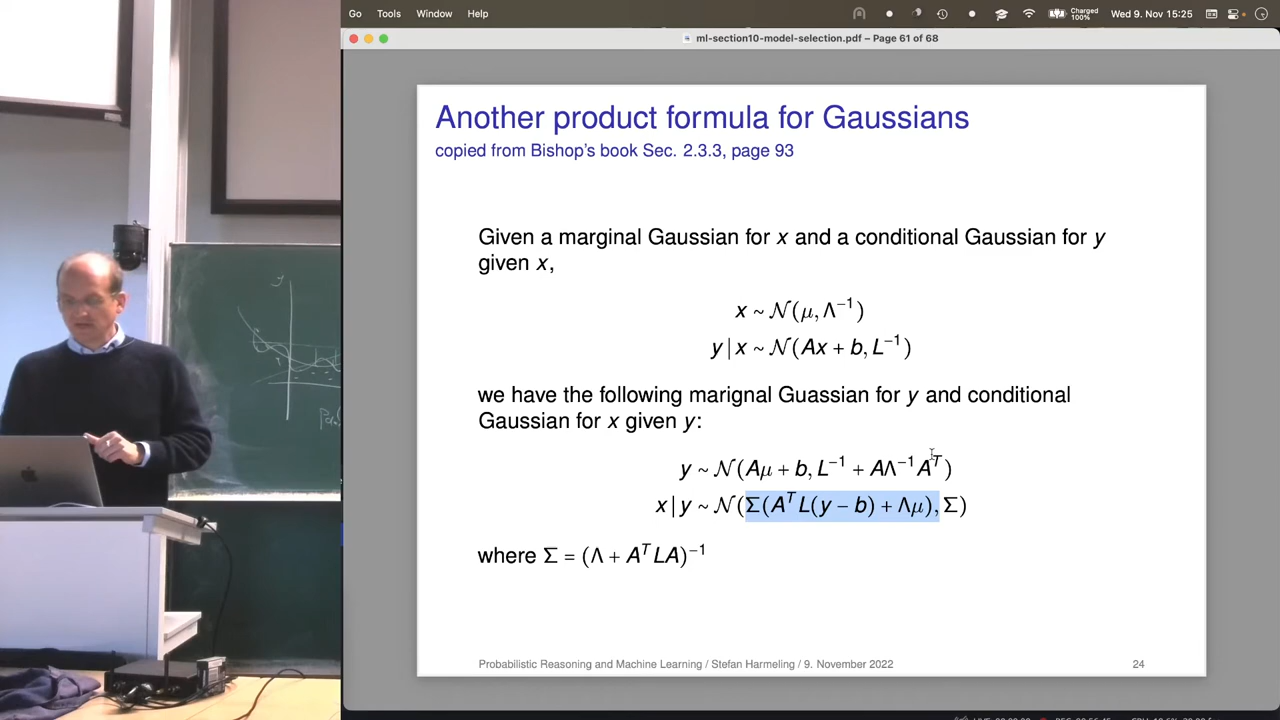 Go Tools Window Help
Charged 100%
Wed 9. Nov 15:25
ml-section10-model-selection.pdf – Page 61 of 68
Another product formula for Gaussians
copied from Bishop's book Sec. 2.3.3, page 93
Given a marginal Gaussian for x and a conditional Gaussian for y
given x,
x ~ 𝒩(μ, Λ⁻¹)
y | x ~ 𝒩(Ax + b, L⁻¹)
we have the following marignal Guassian for y and conditional
Gaussian for x given y:
y ~ 𝒩(Aμ + b, L⁻¹ + AΛ⁻¹Aᵀ)
x | y ~ 𝒩(Σ(AᵀL(y − b) + Λμ), Σ)
where Σ = (Λ + AᵀLA)⁻¹
Probabilistic Reasoning and Machine Learning / Stefan Harmeling / 9. November 2022
24
y